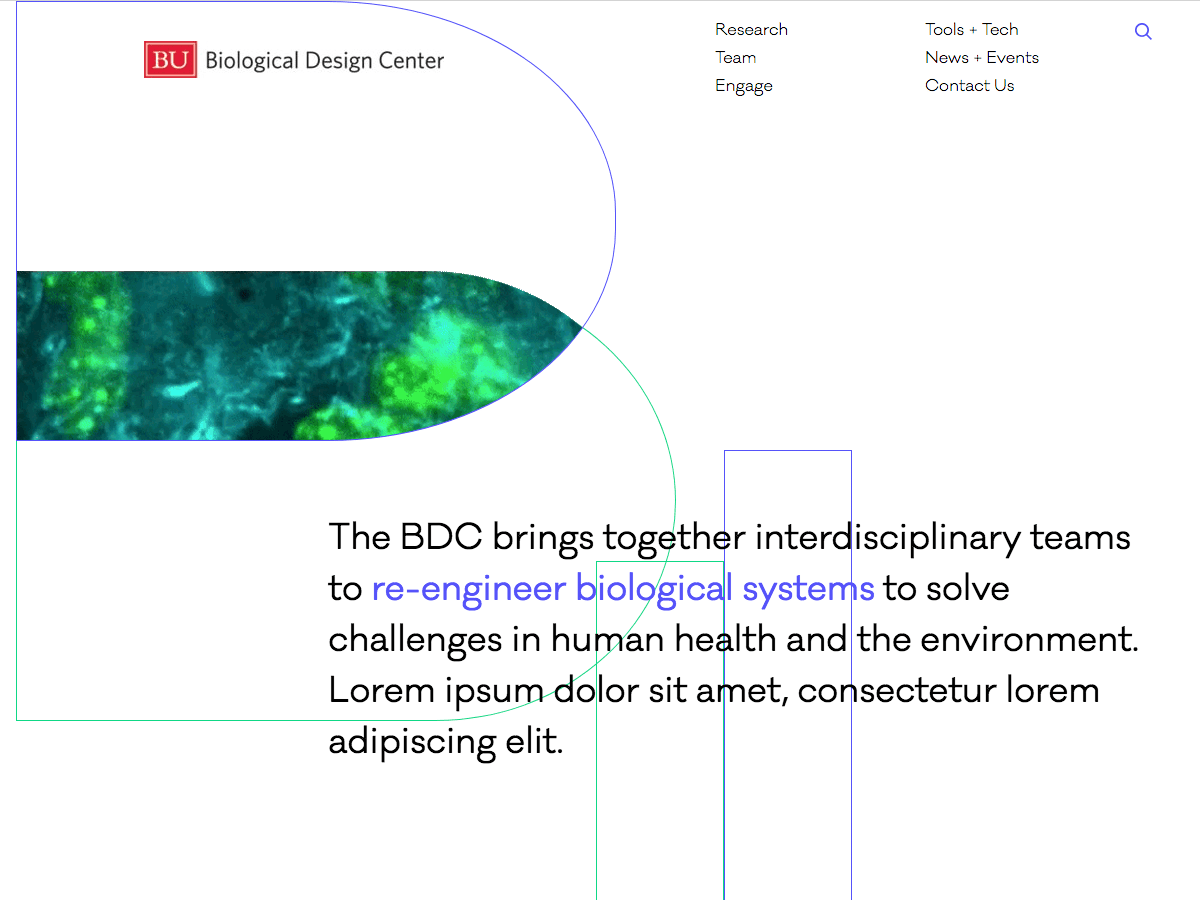 BU Biological Design Center
Research
Team
Engage
Tools + Tech
News + Events
Contact Us
The BDC brings together interdisciplinary teams
to re-engineer biological systems to solve
challenges in human health and the environment.
Lorem ipsum dolor sit amet, consectetur lorem
adipiscing elit.